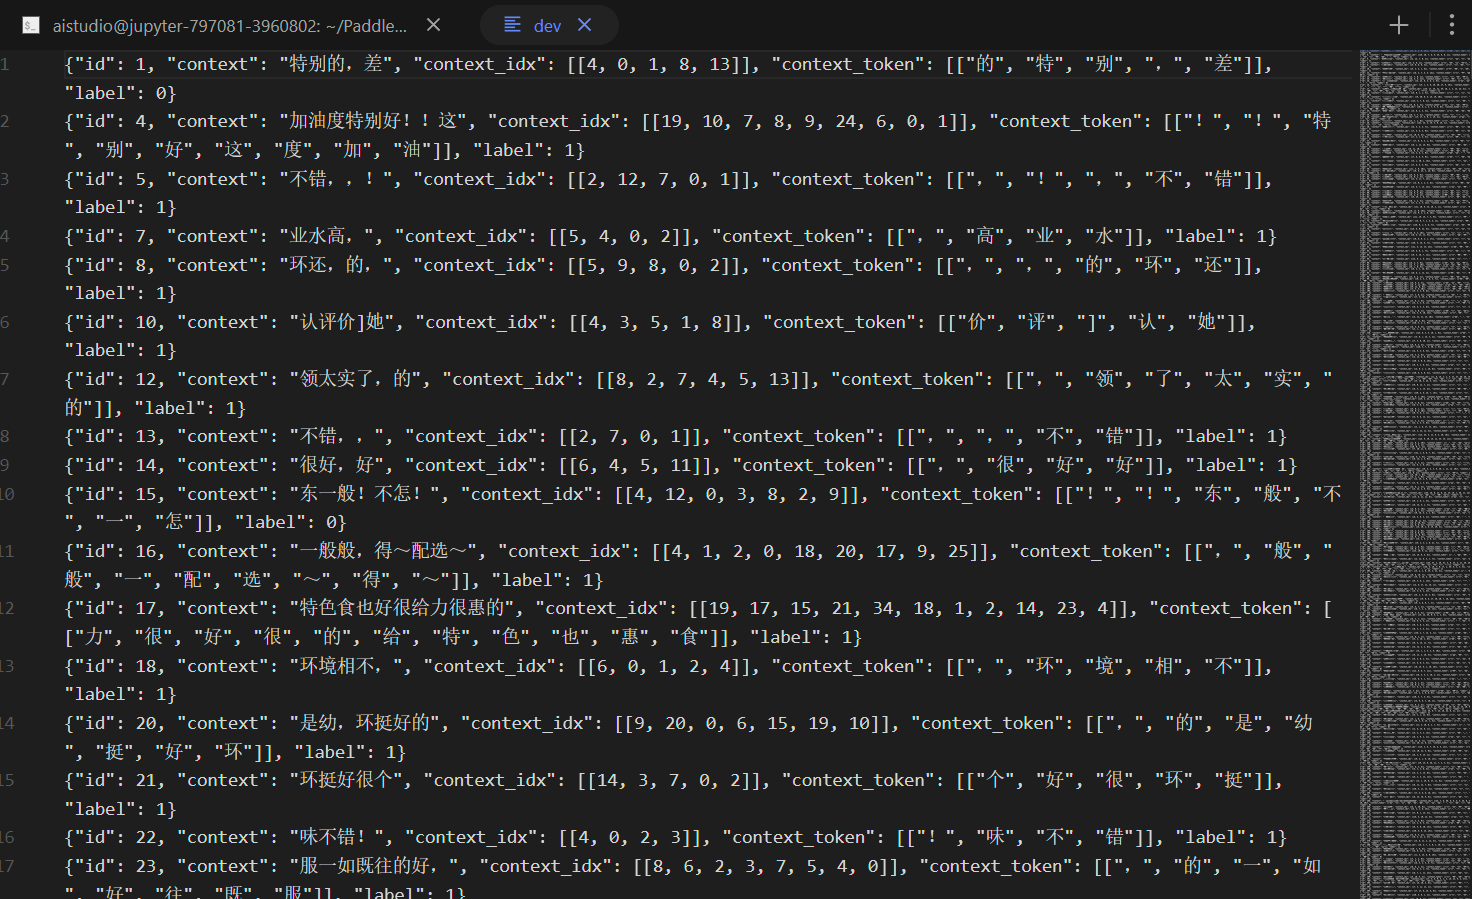 aistudio@jupyter-797081-3960802: ~/Paddle...
dev
1 {"id": 1, "context": "特别的，差", "context_idx": [[4, 0, 1, 8, 13]], "context_token": [["的", "特", "别", "，", "差"]],
"label": 0}
2 {"id": 4, "context": "加油度特别好！！这", "context_idx": [[19, 10, 7, 8, 9, 24, 6, 0, 1]], "context_token": [["！", "！", "特
", "别", "好", "这", "度", "加", "油"]], "label": 1}
3 {"id": 5, "context": "不错，，！", "context_idx": [[2, 12, 7, 0, 1]], "context_token": [["，", "！", "，", "不", "错"]],
"label": 1}
4 {"id": 7, "context": "业水高，", "context_idx": [[5, 4, 0, 2]], "context_token": [["，", "高", "业", "水"]], "label": 1}
5 {"id": 8, "context": "环还，的，", "context_idx": [[5, 9, 8, 0, 2]], "context_token": [["，", "，", "的", "环", "还"]],
"label": 1}
6 {"id": 10, "context": "认评价]她", "context_idx": [[4, 3, 5, 1, 8]], "context_token": [["价", "评", "]", "认", "她"]],
"label": 1}
7 {"id": 12, "context": "领太实了，的", "context_idx": [[8, 2, 7, 4, 5, 13]], "context_token": [["，", "领", "了", "太", "实", "
的"]], "label": 1}
8 {"id": 13, "context": "不错，，", "context_idx": [[2, 7, 0, 1]], "context_token": [["，", "，", "不", "错"]], "label": 1}
9 {"id": 14, "context": "很好，好", "context_idx": [[6, 4, 5, 11]], "context_token": [["，", "很", "好", "好"]], "label": 1}
10 {"id": 15, "context": "东一般！不怎！", "context_idx": [[4, 12, 0, 3, 8, 2, 9]], "context_token": [["！", "！", "东", "般", "不
", "一", "怎"]], "label": 0}
11 {"id": 16, "context": "一般般，得～配选～", "context_idx": [[4, 1, 2, 0, 18, 20, 17, 9, 25]], "context_token": [["，", "般", "
般", "一", "配", "选", "～", "得", "～"]], "label": 1}
12 {"id": 17, "context": "特色食也好很给力很惠的", "context_idx": [[19, 17, 15, 21, 34, 18, 1, 2, 14, 23, 4]], "context_token": [
["力", "很", "好", "很", "的", "给", "特", "色", "也", "惠", "食"]], "label": 1}
13 {"id": 18, "context": "环境相不，", "context_idx": [[6, 0, 1, 2, 4]], "context_token": [["，", "环", "境", "相", "不"]],
"label": 1}
14 {"id": 20, "context": "是幼，环挺好的", "context_idx": [[9, 20, 0, 6, 15, 19, 10]], "context_token": [["，", "的", "是", "幼
", "挺", "好", "环"]], "label": 1}
15 {"id": 21, "context": "环挺好很个", "context_idx": [[14, 3, 7, 0, 2]], "context_token": [["个", "好", "很", "环", "挺"]],
"label": 1}
16 {"id": 22, "context": "味不错！", "context_idx": [[4, 0, 2, 3]], "context_token": [["！", "味", "不", "错"]], "label": 1}
17 {"id": 23, "context": "服一如既往的好，", "context_idx": [[8, 6, 2, 3, 7, 5, 4, 0]], "context_token": [["，", "的", "一", "如
", "好", "往", "既", "服"]], "label": 1}